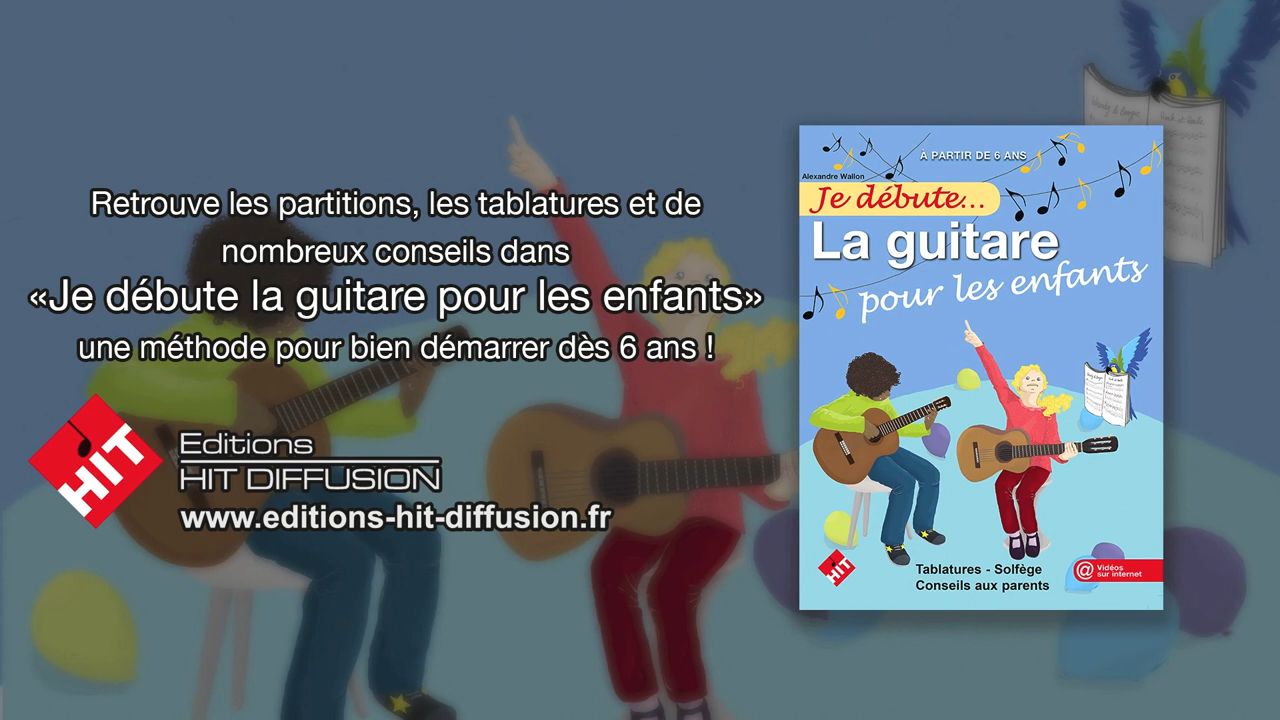 Retrouve les partitions, les tablatures et de
nombreux conseils dans
«Je débute la guitare pour les enfants»
une méthode pour bien démarrer dès 6 ans !
HIT
Editions
HIT DIFFUSION
www.editions-hit-diffusion.fr
À PARTIR DE 6 ANS
Alexandre Wallon
Je débute...
La guitare
pour les enfants
HIT
Tablatures - Solfège
Conseils aux parents
@ Vidéos
sur internet